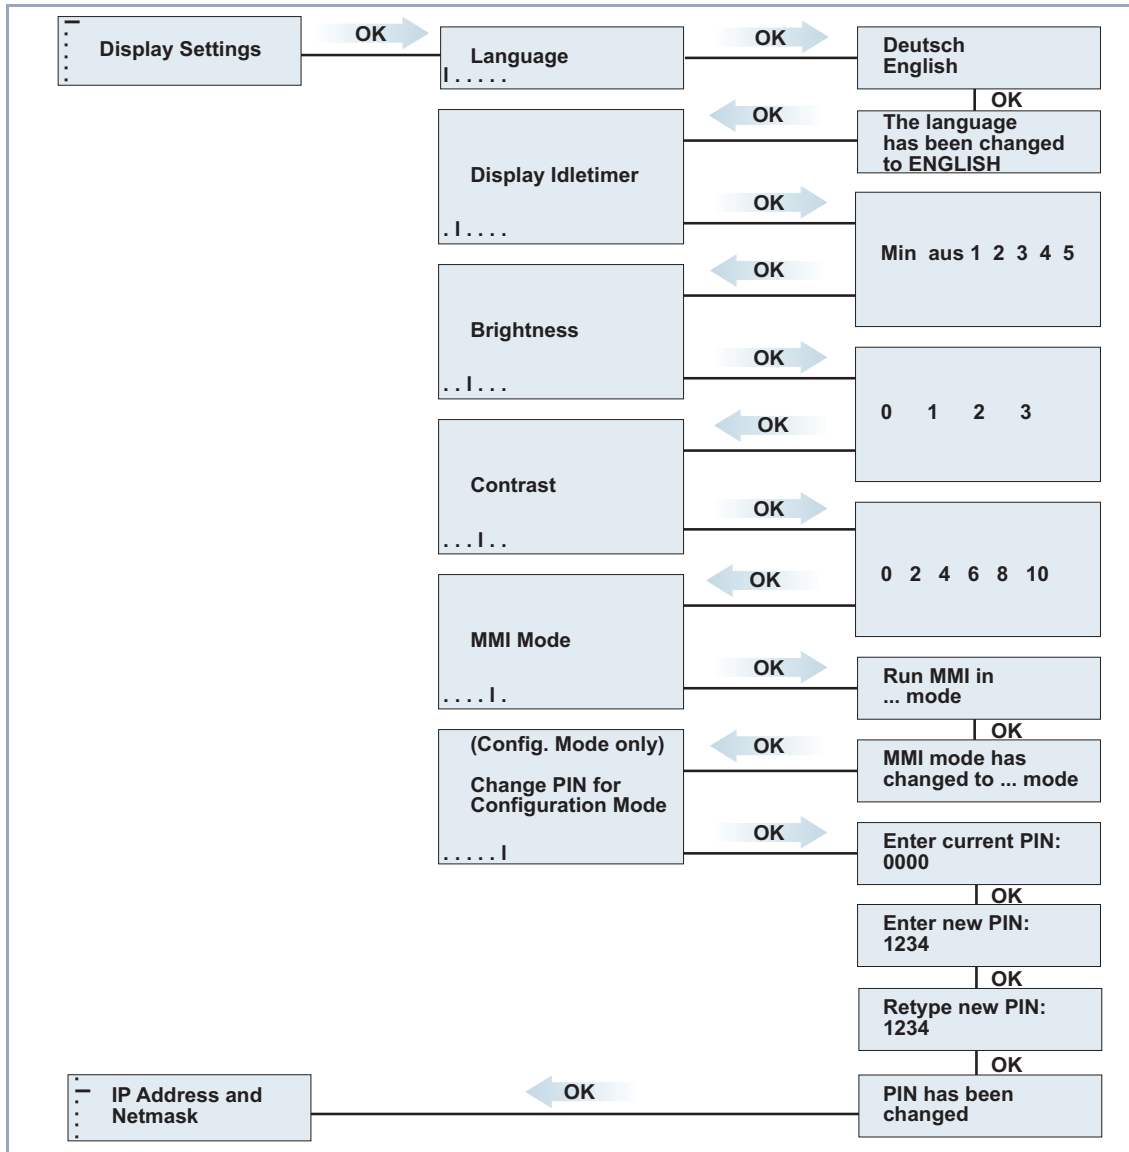 Display Settings
OK
Language
I . . . . .
OK
Deutsch
English
OK
The language
has been changed
to ENGLISH
OK
Display Idletimer
. I . . . .
OK
Min aus 1 2 3 4 5
OK
Brightness
. . I . . .
OK
0 1 2 3
OK
Contrast
. . . I . .
OK
0 2 4 6 8 10
OK
MMI Mode
. . . . I .
OK
Run MMI in
... mode
OK
MMI mode has
changed to ... mode
OK
(Config. Mode only)
Change PIN for
Configuration Mode
. . . . . I
OK
Enter current PIN:
0000
OK
Enter new PIN:
1234
OK
Retype new PIN:
1234
OK
PIN has been
changed
OK
IP Address and
Netmask